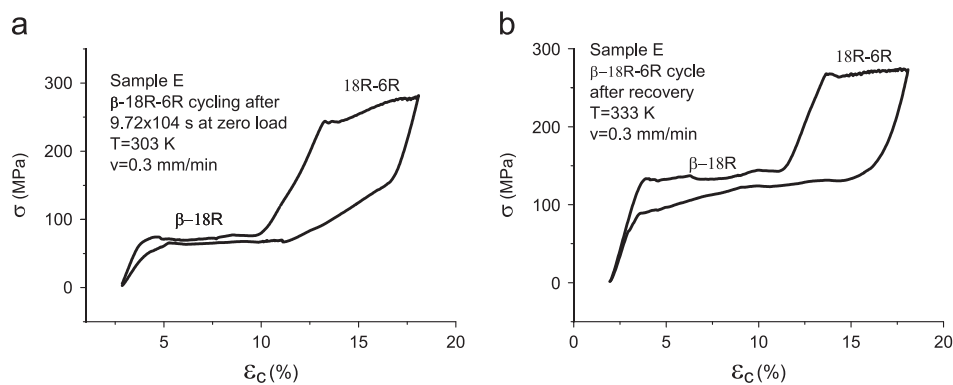 a
Sample E
β-18R-6R cycling after
9.72x104 s at zero load
T=303 K
v=0.3 mm/min
18R-6R
β–18R
σ (MPa)
300
200
100
0
5
10
15
20
εc (%)
b
Sample E
β-18R-6R cycle
after recovery
T=333 K
v=0.3 mm/min
18R-6R
β-18R
σ (MPa)
300
200
100
0
0
5
10
15
20
εc (%)